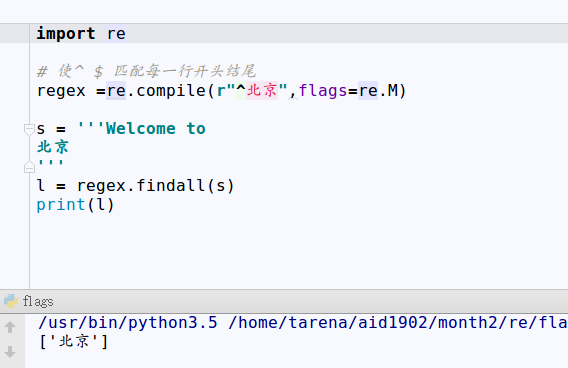 import re
# 使^ $ 匹配每一行开头结尾
regex =re.compile(r"^北京",flags=re.M)
s = '''Welcome to
北京
'''
l = regex.findall(s)
print(l)
flags
/usr/bin/python3.5 /home/tarena/aid1902/month2/re/fla
['北京']